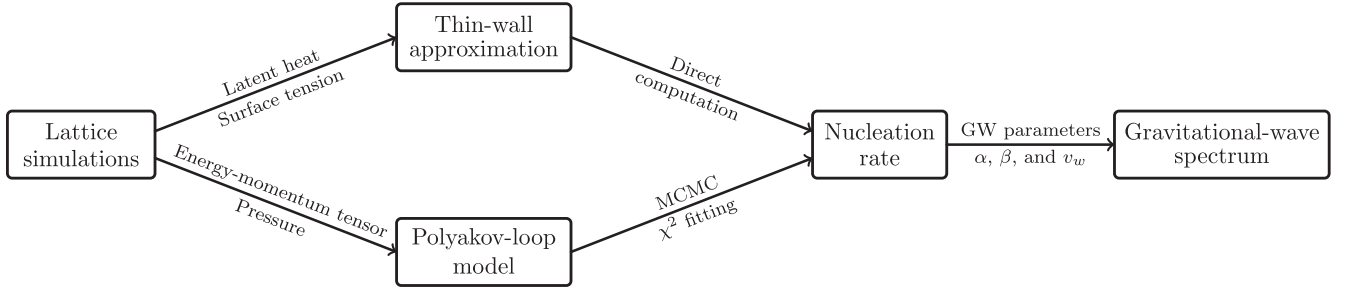 Thin-wall
approximation
Latent heat
Surface tension
Direct
computation
Lattice
simulations
Nucleation
rate
GW parameters
α, β, and v_w
Gravitational-wave
spectrum
Energy-momentum tensor
Pressure
MCMC
χ² fitting
Polyakov-loop
model